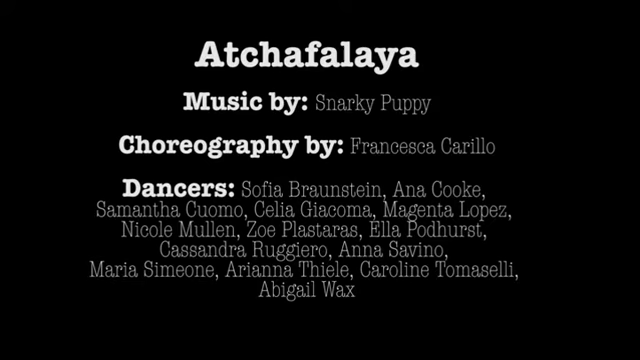 Atchafalaya
Music by: Snarky Puppy
Choreography by: Francesca Carillo
Dancers: Sofia Braunstein, Ana Cooke,
Samantha Cuomo, Celia Giacoma, Magenta Lopez,
Nicole Mullen, Zoe Plastaras, Ella Podhurst,
Cassandra Ruggiero, Anna Savino,
Maria Simeone, Arianna Thiele, Caroline Tomaselli,
Abigail Wax